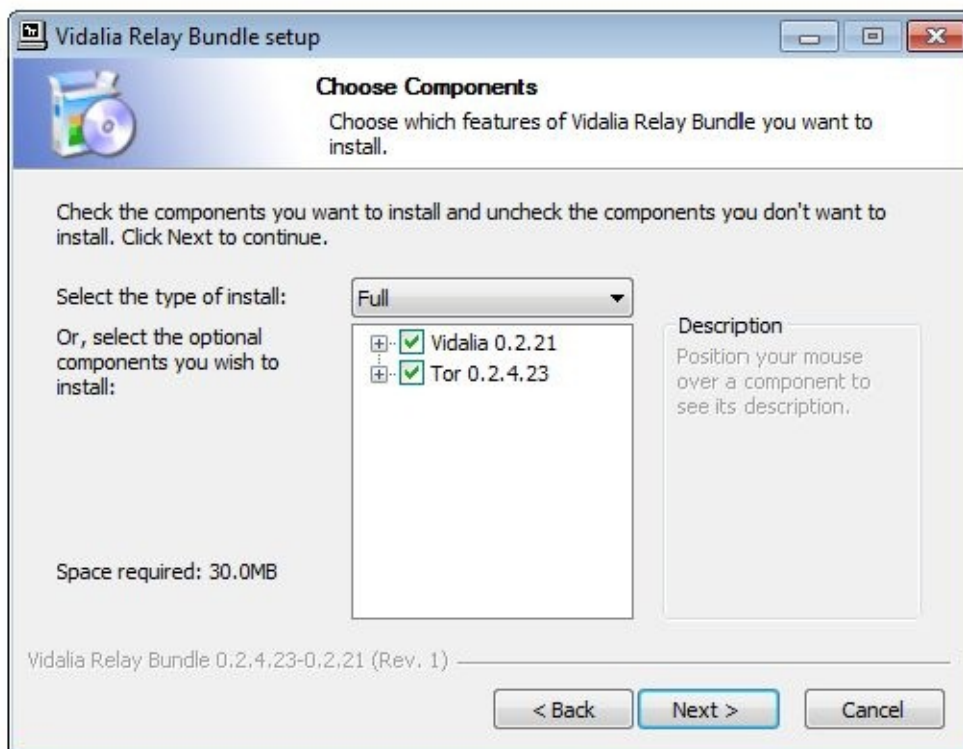 Vidalia Relay Bundle setup
Choose Components
Choose which features of Vidalia Relay Bundle you want to
install.
Check the components you want to install and uncheck the components you don't want to
install. Click Next to continue.
Select the type of install:
Full
Or, select the optional
components you wish to
install:
Vidalia 0.2.21
Tor 0.2.4.23
Description
Position your mouse
over a component to
see its description.
Space required: 30.0MB
Vidalia Relay Bundle 0.2.4.23-0.2.21 (Rev. 1)
< Back
Next >
Cancel